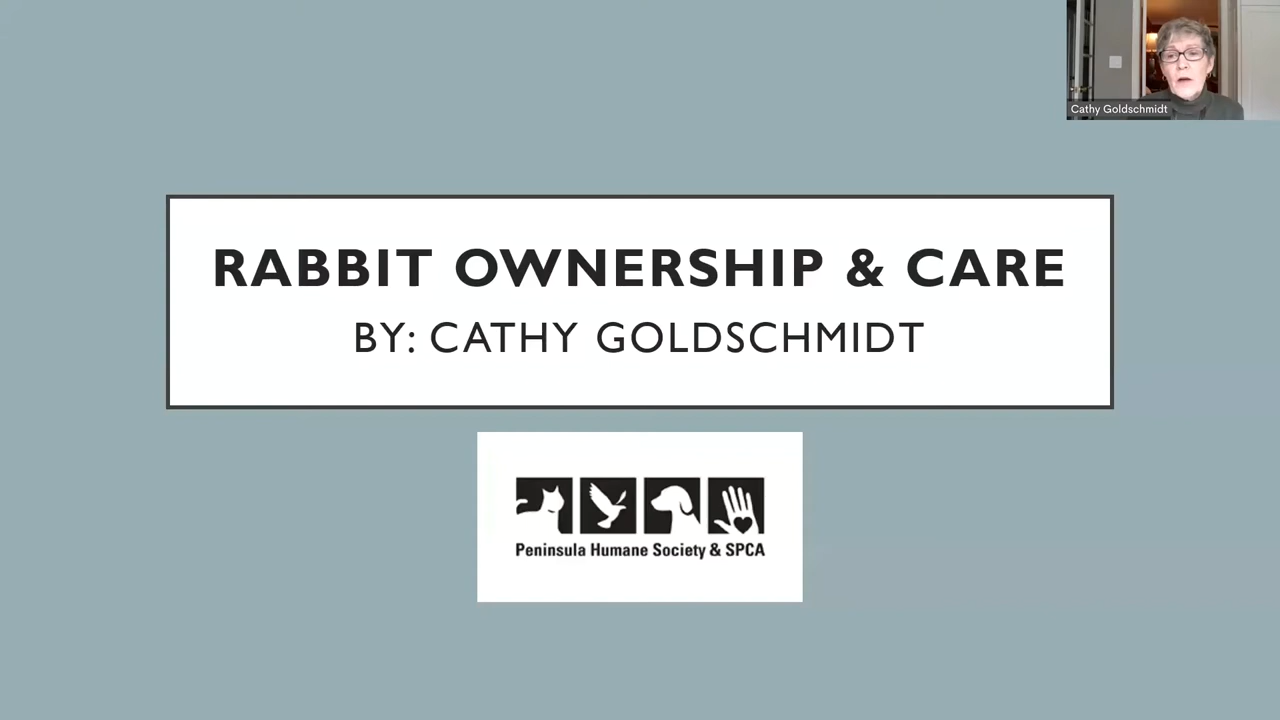 Cathy Goldschmidt
RABBIT OWNERSHIP & CARE
BY: CATHY GOLDSCHMIDT
Peninsula Humane Society & SPCA